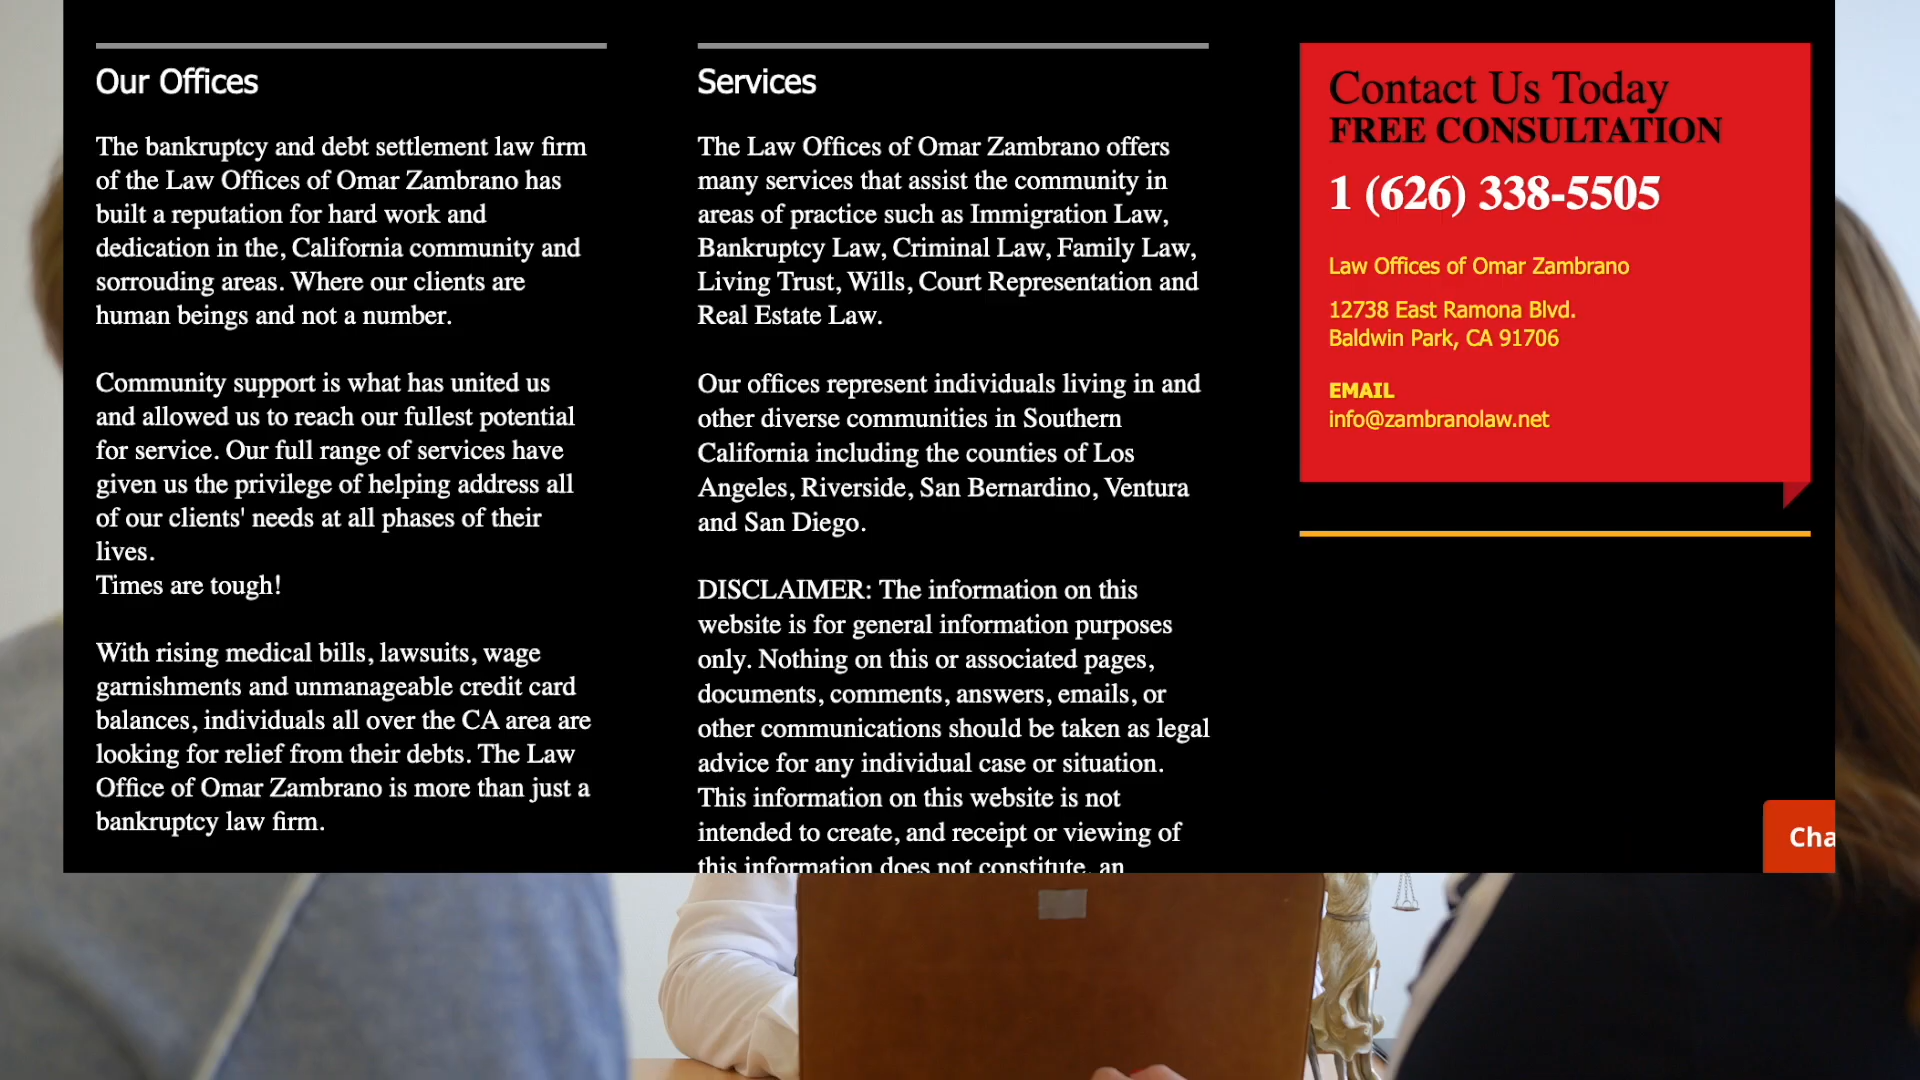 Our Offices
The bankruptcy and debt settlement law firm
of the Law Offices of Omar Zambrano has
built a reputation for hard work and
dedication in the, California community and
sorrouding areas. Where our clients are
human beings and not a number.
Community support is what has united us
and allowed us to reach our fullest potential
for service. Our full range of services have
given us the privilege of helping address all
of our clients' needs at all phases of their
lives.
Times are tough!
With rising medical bills, lawsuits, wage
garnishments and unmanageable credit card
balances, individuals all over the CA area are
looking for relief from their debts. The Law
Office of Omar Zambrano is more than just a
bankruptcy law firm.
Services
The Law Offices of Omar Zambrano offers
many services that assist the community in
areas of practice such as Immigration Law,
Bankruptcy Law, Criminal Law, Family Law,
Living Trust, Wills, Court Representation and
Real Estate Law.
Our offices represent individuals living in and
other diverse communities in Southern
California including the counties of Los
Angeles, Riverside, San Bernardino, Ventura
and San Diego.
DISCLAIMER: The information on this
website is for general information purposes
only. Nothing on this or associated pages,
documents, comments, answers, emails, or
other communications should be taken as legal
advice for any individual case or situation.
This information on this website is not
intended to create, and receipt or viewing of
this information does not constitute, an
Contact Us Today
FREE CONSULTATION
1 (626) 338-5505
Law Offices of Omar Zambrano
12738 East Ramona Blvd.
Baldwin Park, CA 91706
EMAIL
info@zambranolaw.net
Cha